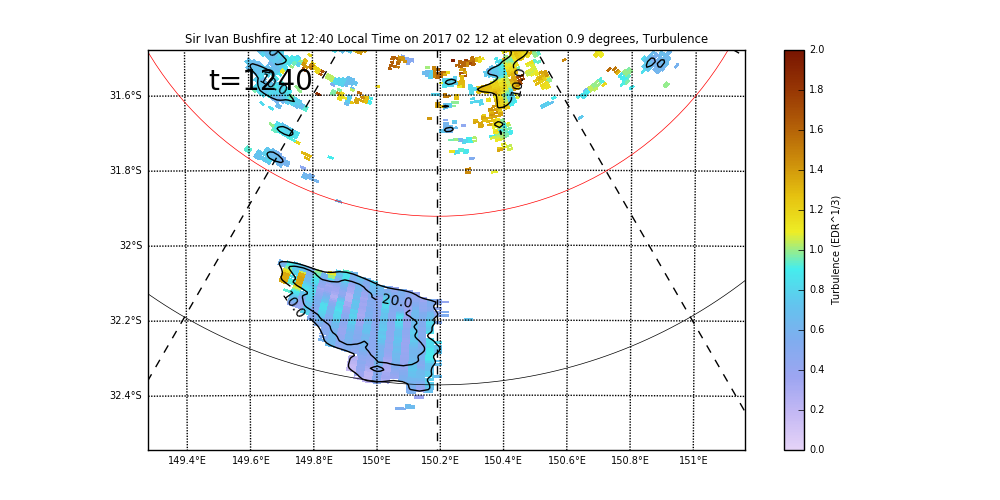 Sir Ivan Bushfire at 12:40 Local Time on 2017 02 12 at elevation 0.9 degrees, Turbulence
t=1240
31.6°S
31.8°S
32°S
32.2°S
32.4°S
20.0
10.0
149.4°E 149.6°E 149.8°E 150°E 150.2°E 150.4°E 150.6°E 150.8°E 151°E
2.0
1.8
1.6
1.4
1.2
1.0
0.8
0.6
0.4
0.2
0.0
Turbulence (EDR^1/3)